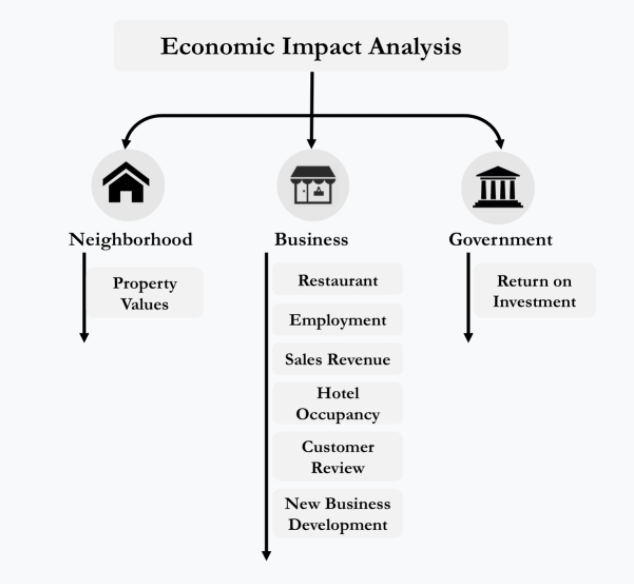 Economic Impact Analysis
Neighborhood
Property
Values
Business
Restaurant
Employment
Sales Revenue
Hotel
Occupancy
Customer
Review
New Business
Development
Government
Return on
Investment